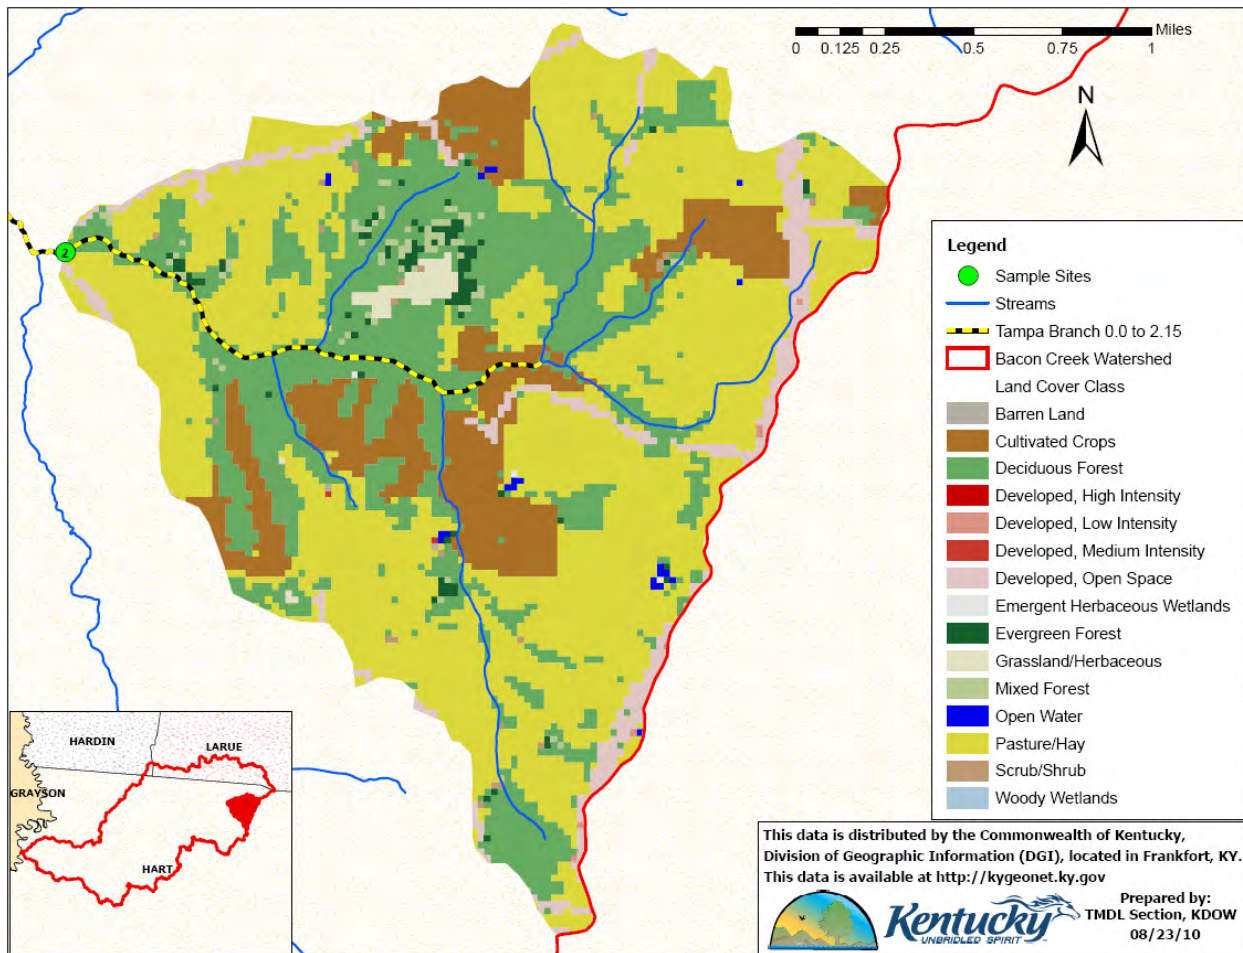 Miles
0 0.125 0.25 0.5 0.75 1
N
2
Legend
Sample Sites
Streams
Tampa Branch 0.0 to 2.15
Bacon Creek Watershed
Land Cover Class
Barren Land
Cultivated Crops
Deciduous Forest
Developed, High Intensity
Developed, Low Intensity
Developed, Medium Intensity
Developed, Open Space
Emergent Herbaceous Wetlands
Evergreen Forest
Grassland/Herbaceous
Mixed Forest
Open Water
Pasture/Hay
Scrub/Shrub
Woody Wetlands
HARDIN
LARUE
GRAYSON
HART
This data is distributed by the Commonwealth of Kentucky,
Division of Geographic Information (DGI), located in Frankfort, KY.
This data is available at http://kygeonet.ky.gov
Kentucky
UNBRIDLED SPIRIT
Prepared by:
TMDL Section, KDOW
08/23/10